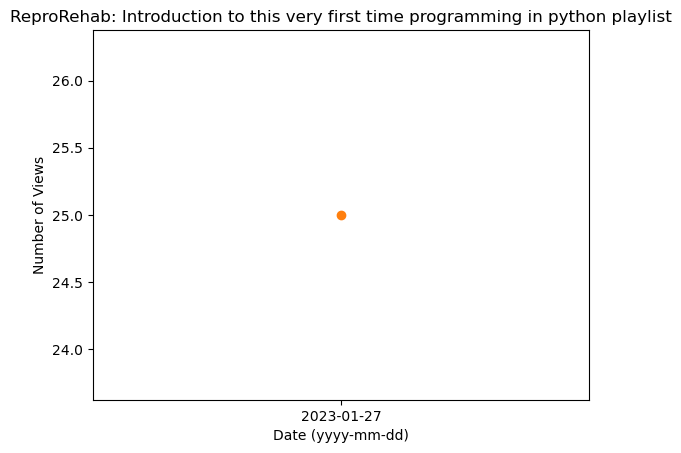 ReproRehab: Introduction to this very first time programming in python playlist
26.0
25.5
25.0
24.5
24.0
Number of Views
2023-01-27
Date (yyyy-mm-dd)